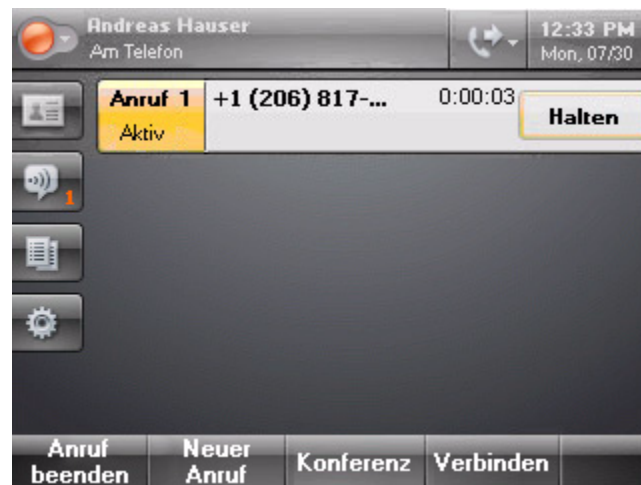 Andreas Hauser
Am Telefon
12:33 PM
Mon, 07/30
Anruf 1
Aktiv
+1 (206) 817-...
0:00:03
Halten
1
Anruf beenden
Neuer Anruf
Konferenz
Verbinden